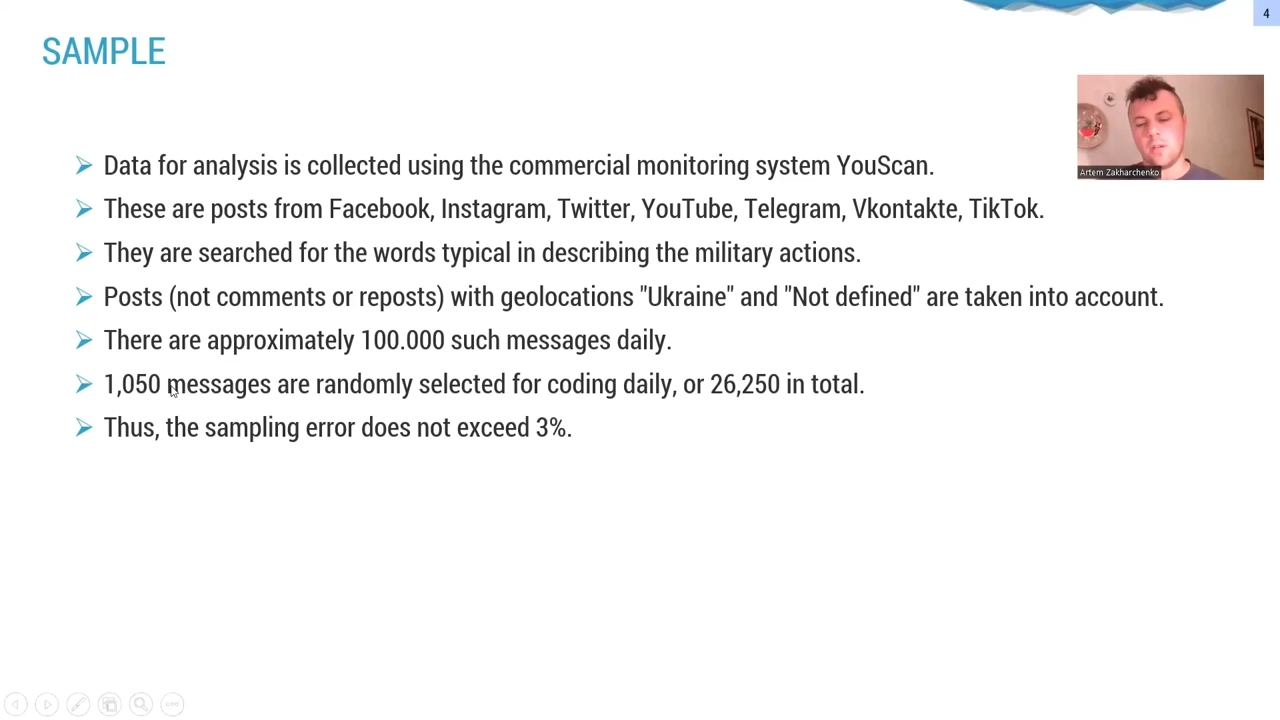 4
SAMPLE
Artem Zakharchenko
Data for analysis is collected using the commercial monitoring system YouScan.
These are posts from Facebook, Instagram, Twitter, YouTube, Telegram, Vkontakte, TikTok.
They are searched for the words typical in describing the military actions.
Posts (not comments or reposts) with geolocations "Ukraine" and "Not defined" are taken into account.
There are approximately 100.000 such messages daily.
1,050 messages are randomly selected for coding daily, or 26,250 in total.
Thus, the sampling error does not exceed 3%.